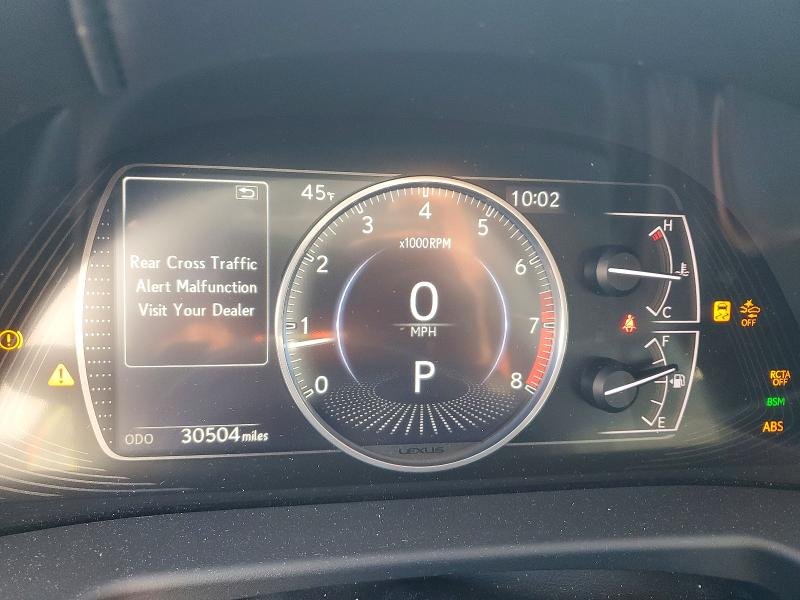 45°F
10:02
Rear Cross Traffic
Alert Malfunction
Visit Your Dealer
0
1
2
3
4
5
6
7
8
x1000RPM
0
MPH
P
LEXUS
ODO 30504 miles
H
C
F
E
OFF
RCTA
OFF
BSM
ABS